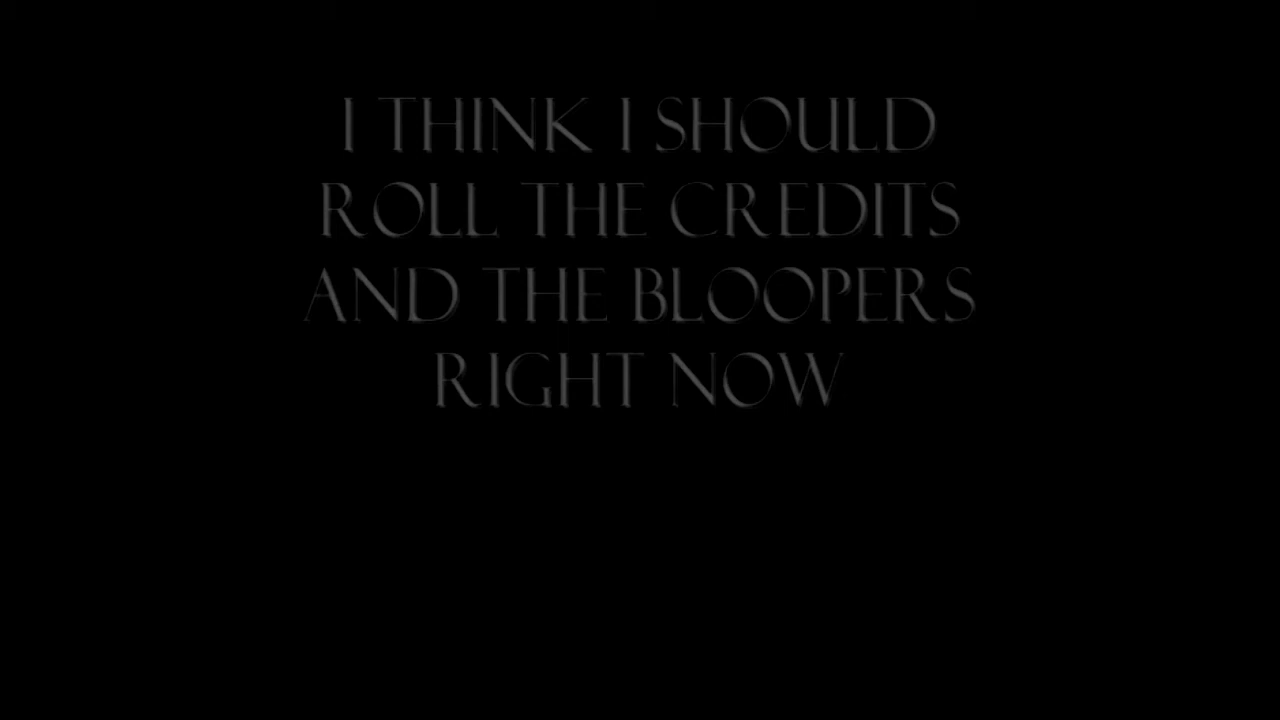 I THINK I SHOULD
ROLL THE CREDITS
AND THE BLOOPERS
RIGHT NOW